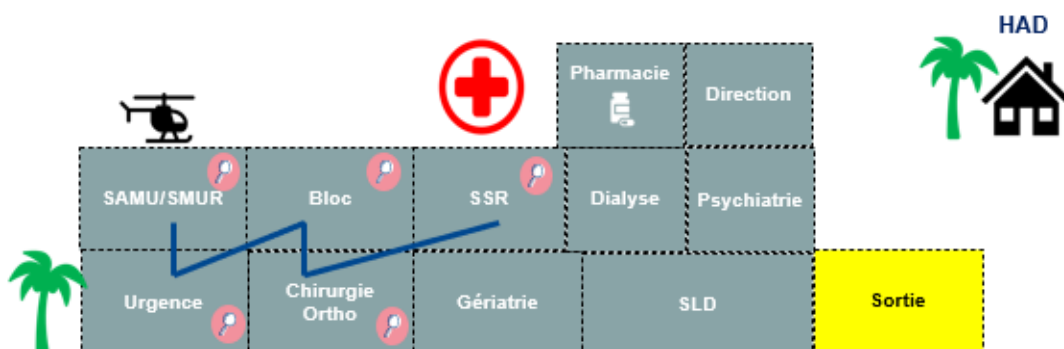 HAD
Pharmacie
Direction
SAMU/SMUR
Bloc
SSR
Dialyse
Psychiatrie
Urgence
Chirurgie
Ortho
Gériatrie
SLD
Sortie